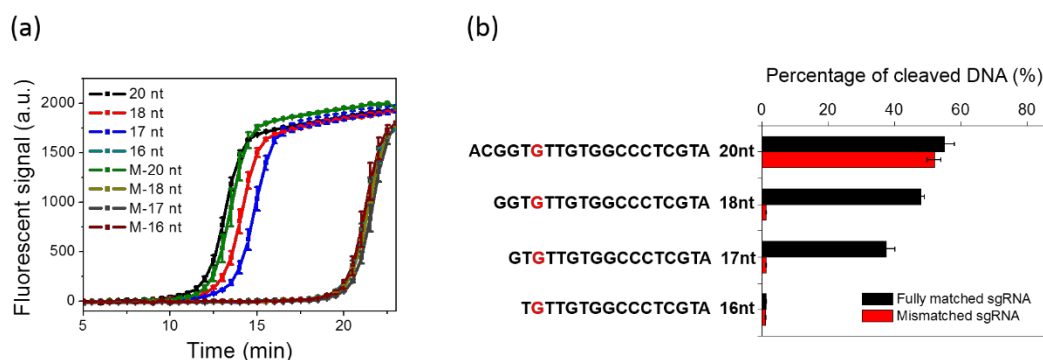 (a)
(b)
Fluorescent signal (a.u.)
2000
1500
1000
500
0
20 nt
18 nt
17 nt
16 nt
M-20 nt
M-18 nt
M-17 nt
M-16 nt
5 10 15 20
Time (min)
Percentage of cleaved DNA (%)
0 20 40 60 80
ACGGTGTTGTGGCCCTCGTA 20nt
GGTGTTGTGGCCCTCGTA 18nt
GTGTTGTGGCCCTCGTA 17nt
TGTTGTGGCCCTCGTA 16nt
Fully matched sgRNA
Mismatched sgRNA